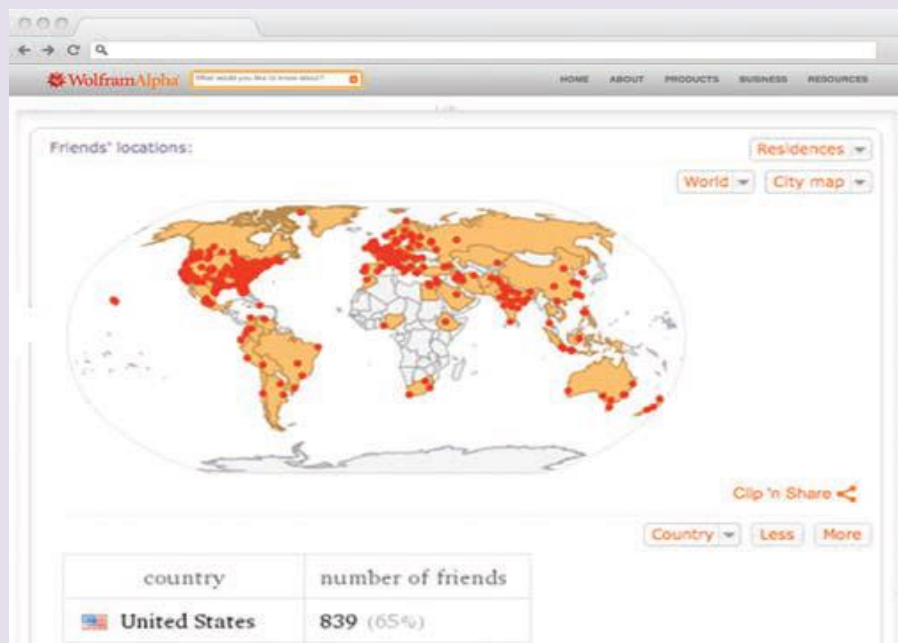 WolframAlpha What would you like to know about? HOME ABOUT PRODUCTS BUSINESS RESOURCES
Friends' locations:
Residences
World City map
Clip 'n Share
Country Less More
country number of friends
United States 839 (65%)